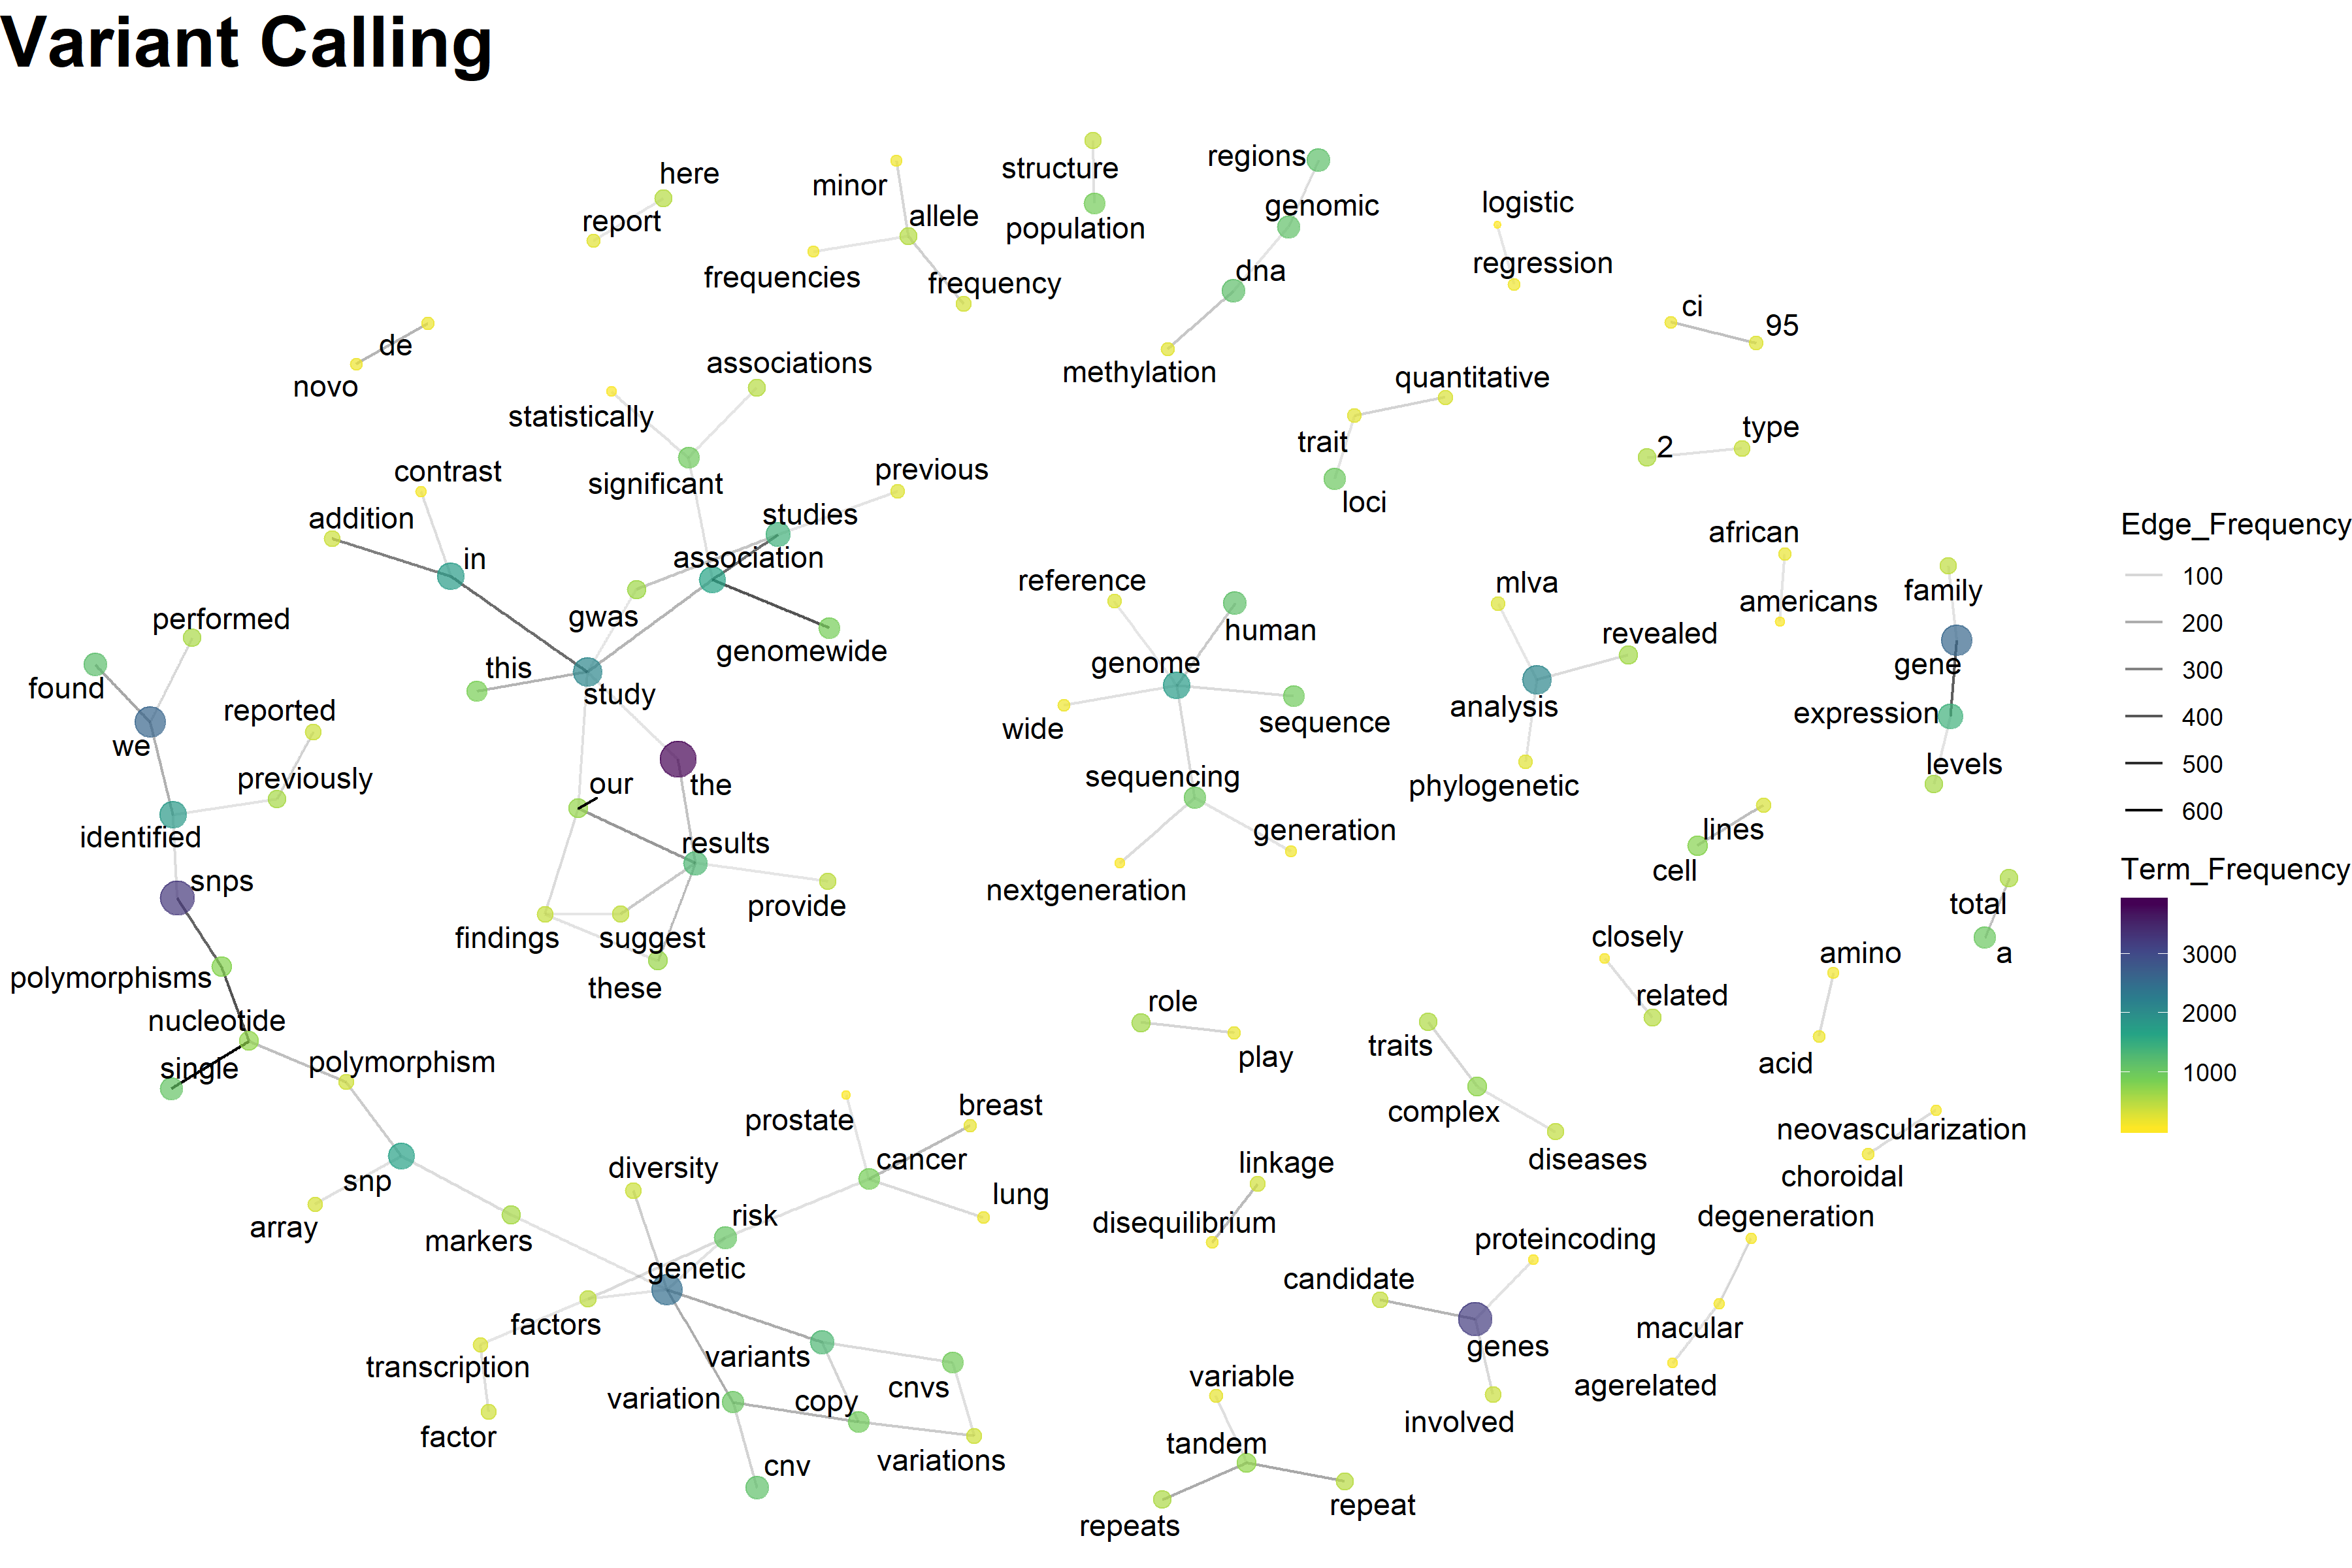 Variant Calling
structure
regions
here
minor
logistic
genomic
report
allele
population
regression
dna
frequencies
frequency
ci
95
de
novo
associations
methylation
quantitative
statistically
trait
2
type
contrast
significant
previous
loci
addition
studies
african
in
association
reference
mlva
family
americans
performed
gwas
human
revealed
genomewide
genome
gene
this
found
study
wide
sequence
analysis
expression
reported
we
previously
our
the
sequencing
phylogenetic
levels
identified
results
generation
lines
cell
snps
nextgeneration
provide
total
findings
suggest
closely
amino
a
polymorphisms
these
role
related
nucleotide
single
polymorphism
play
traits
acid
prostate
breast
complex
neovascularization
diversity
cancer
linkage
diseases
choroidal
snp
lung
array
risk
disequilibrium
degeneration
markers
proteincoding
genetic
candidate
factors
macular
genes
transcription
variants
variable
agerelated
variation
copy
cnvs
involved
factor
tandem
cnv
variations
repeats
repeat
Edge_Frequency
100
200
300
400
500
600
Term_Frequency
3000
2000
1000